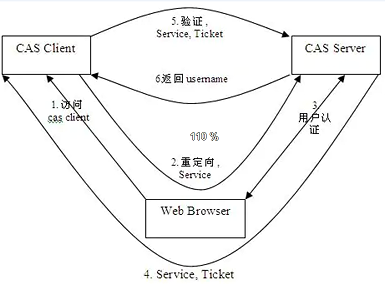 5.验证,
Service, Ticket
CAS Client
CAS Server
6返回 username
1.访问
cas client
110 %
3.
用户认
证
2.重定向,
Service
Web Browser
4. Service, Ticket